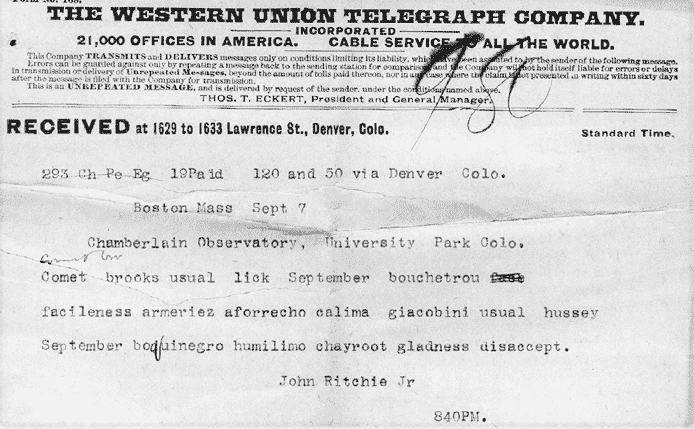 Form No. 168.
THE WESTERN UNION TELEGRAPH COMPANY.
INCORPORATED
21,000 OFFICES IN AMERICA. CABLE SERVICE TO ALL THE WORLD.
This Company TRANSMITS and DELIVERS messages only on conditions limiting its liability, which have been assented to by the sender of the following message.
Errors can be guarded against only by repeating a message back to the sending station for comparison, and the Company will not hold itself liable for errors or delays
in transmission or delivery of Unrepeated Messages, beyond the amount of tolls paid thereon, nor in any case where the claim is not presented in writing within sixty days
after the message is filed with the Company for transmission.
This is an UNREPEATED MESSAGE, and is delivered by request of the sender, under the conditions named above.
THOS. T. ECKERT, President and General Manager.
RECEIVED at 1629 to 1633 Lawrence St., Denver, Colo.
Standard Time.
293 Ch Pe Eg 19Paid 120 and 50 via Denver Colo.
Boston Mass Sept 7
Chamberlain Observatory, University Park Colo.
Comet brooks usual lick September bouchetrou
facileness armeriez aforrecho calima giacobini usual hussey
September boquinegro humilimo chayroot gladness disaccept.
John Ritchie Jr
840PM.